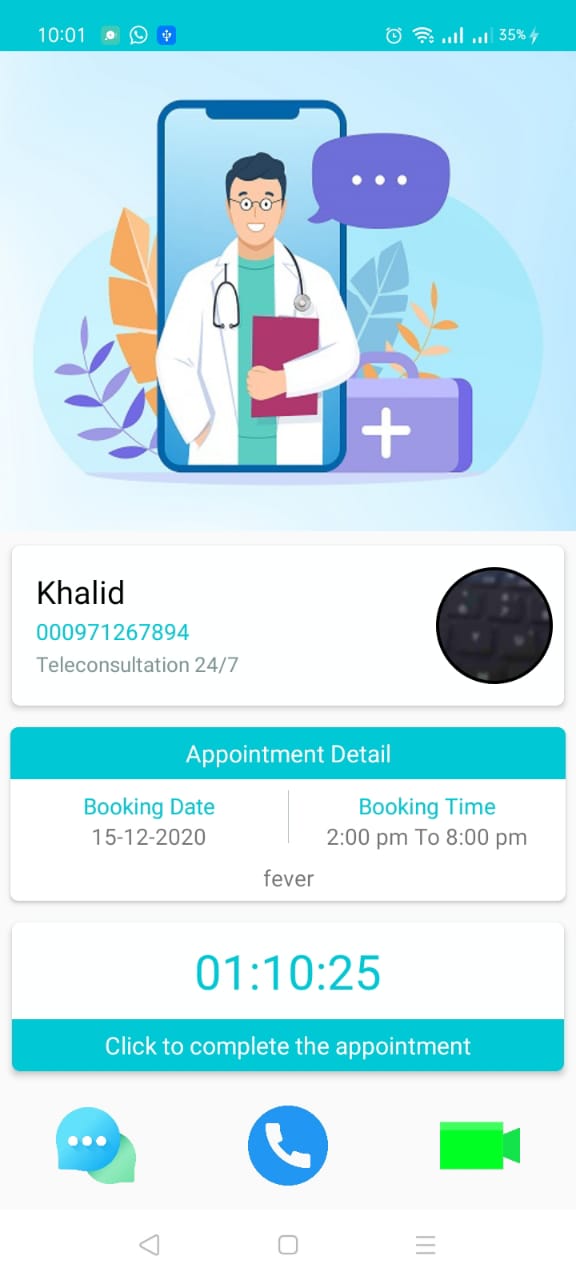 10:01 35%
Khalid
000971267894
Teleconsultation 24/7
Appointment Detail
Booking Date Booking Time
15-12-2020 2:00 pm To 8:00 pm
fever
01:10:25
Click to complete the appointment